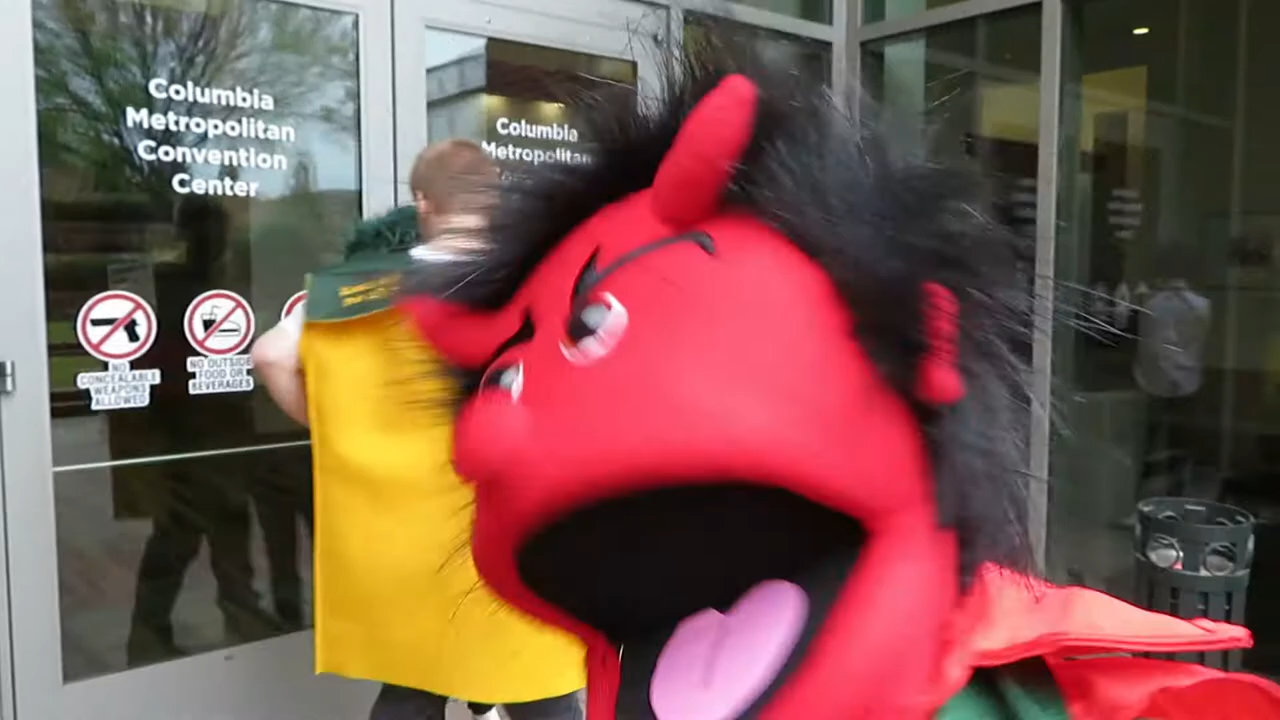 Columbia
Metropolitan
Convention
Center
Columbia
Metropolitan
NO
CONCEALABLE
WEAPONS
ALLOWED
NO OUTSIDE
FOOD OR
BEVERAGES